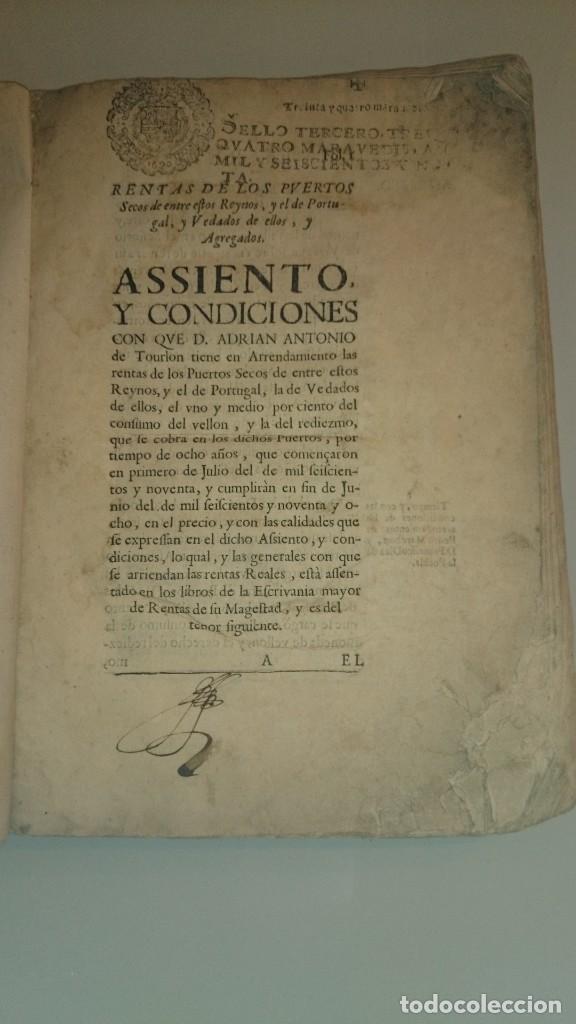 Treinta y quatro mara
SELLO TERCERO, TRE
QVATRO MARAVEDIS, A
MIL Y SEISCIENTOS Y NO
TA.
RENTAS DE LOS PVERTOS
Secos de entre eſtos Reynos, y el de Portu-
gal, y Vedados de ellos, y
Agregados.
ASSIENTO,
Y CONDICIONES
CON QVE D. ADRIAN ANTONIO
de Tourlon tiene en Arrendamiento las
rentas de los Puertos Secos de entre eſtos
Reynos, y el de Portugal, la de Vedados
de ellos, el vno y medio por ciento del
conſumo del vellon, y la del rediezmo,
que ſe cobra en los dichos Puertos, por
tiempo de ocho años, que començaron
en primero de Julio del de mil ſeiſcien-
tos y noventa, y cumpliràn en fin de Ju-
nio del de mil ſeiſcientos y noventa y o-
cho, en el precio, y con las calidades que
ſe expreſſan en el dicho Aſsiento, y con-
diciones, lo qual, y las generales con que
ſe arriendan las rentas Reales, eſtà aſſen-
tado en los libros de la Eſcrivania mayor
de Rentas de ſu Mageſtad, y es del
tenor ſiguiente.
A EL
todocoleccion